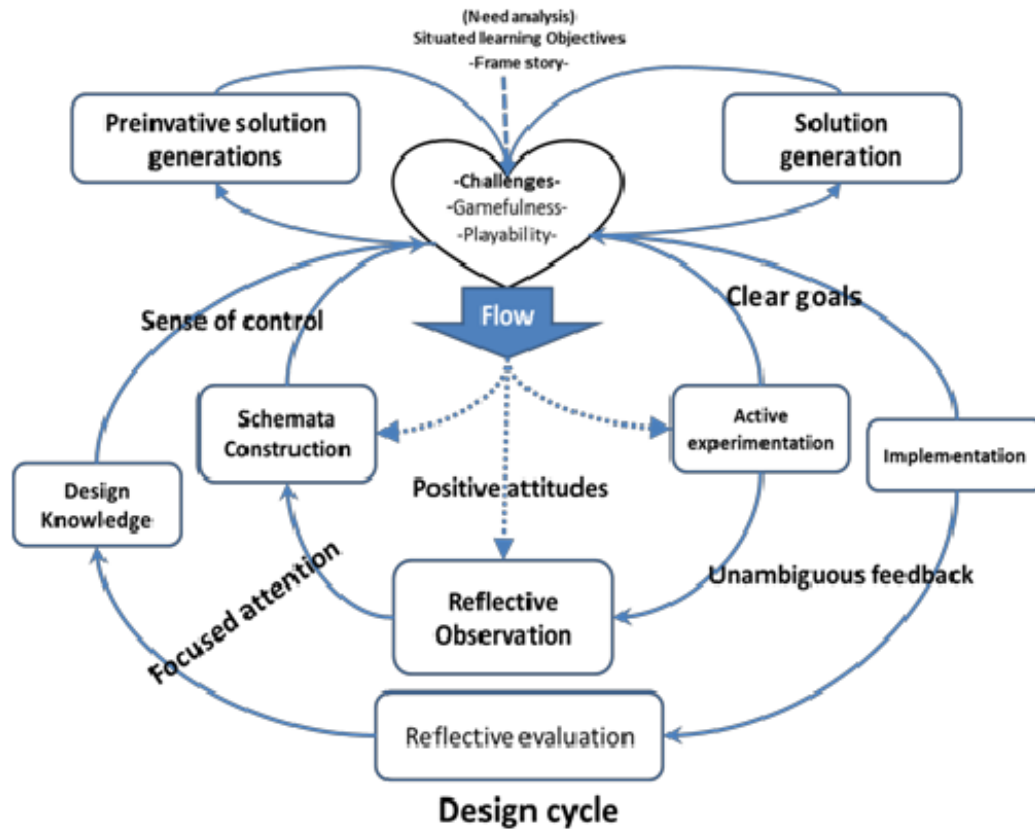 (Need analysis)
Situated learning Objectives
-Frame story-
Preinvative solution
generations
Solution
generation
-Challenges-
-Gamefulness-
-Playability-
Flow
Sense of control
Clear goals
Schemata
Construction
Active
experimentation
Implementation
Design
Knowledge
Positive attitudes
Focused attention
Unambiguous feedback
Reflective
Observation
Reflective evaluation
Design cycle